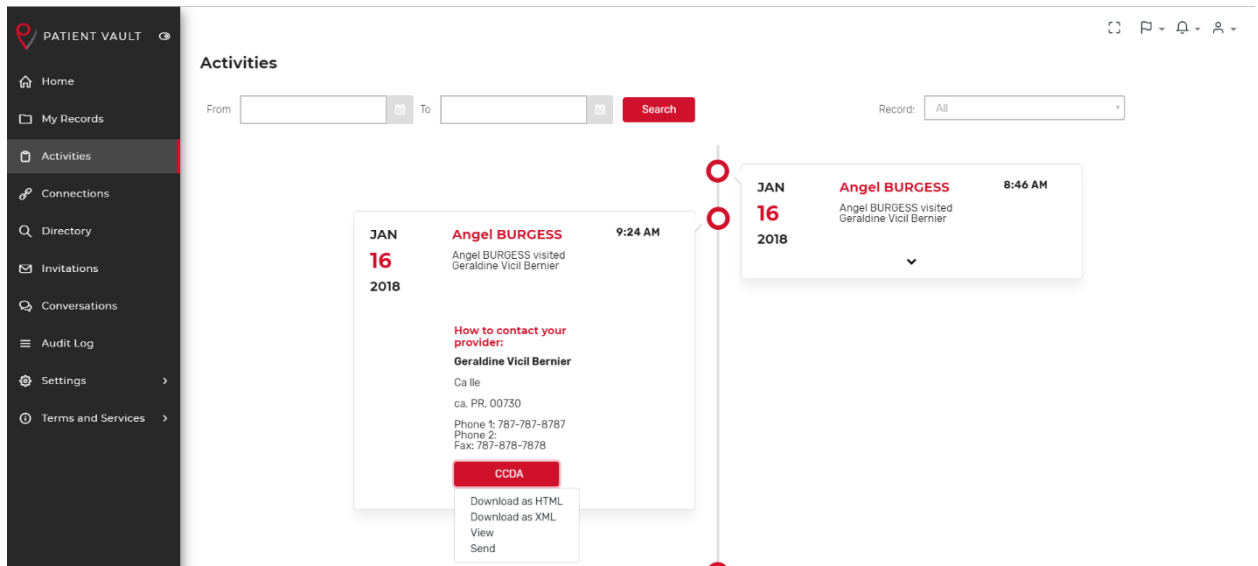 PATIENT VAULT
Home
My Records
Activities
Connections
Directory
Invitations
Conversations
Audit Log
Settings
Terms and Services
Activities
From
To
Search
Record: All
JAN
16
2018
Angel BURGESS
8:46 AM
Angel BURGESS visited
Geraldine Vicil Bernier
JAN
16
2018
Angel BURGESS
9:24 AM
Angel BURGESS visited
Geraldine Vicil Bernier
How to contact your
provider:
Geraldine Vicil Bernier
Ca lle
ca. PR. 00730
Phone 1: 787-787-8787
Phone 2:
Fax: 787-878-7878
CCDA
Download as HTML
Download as XML
View
Send